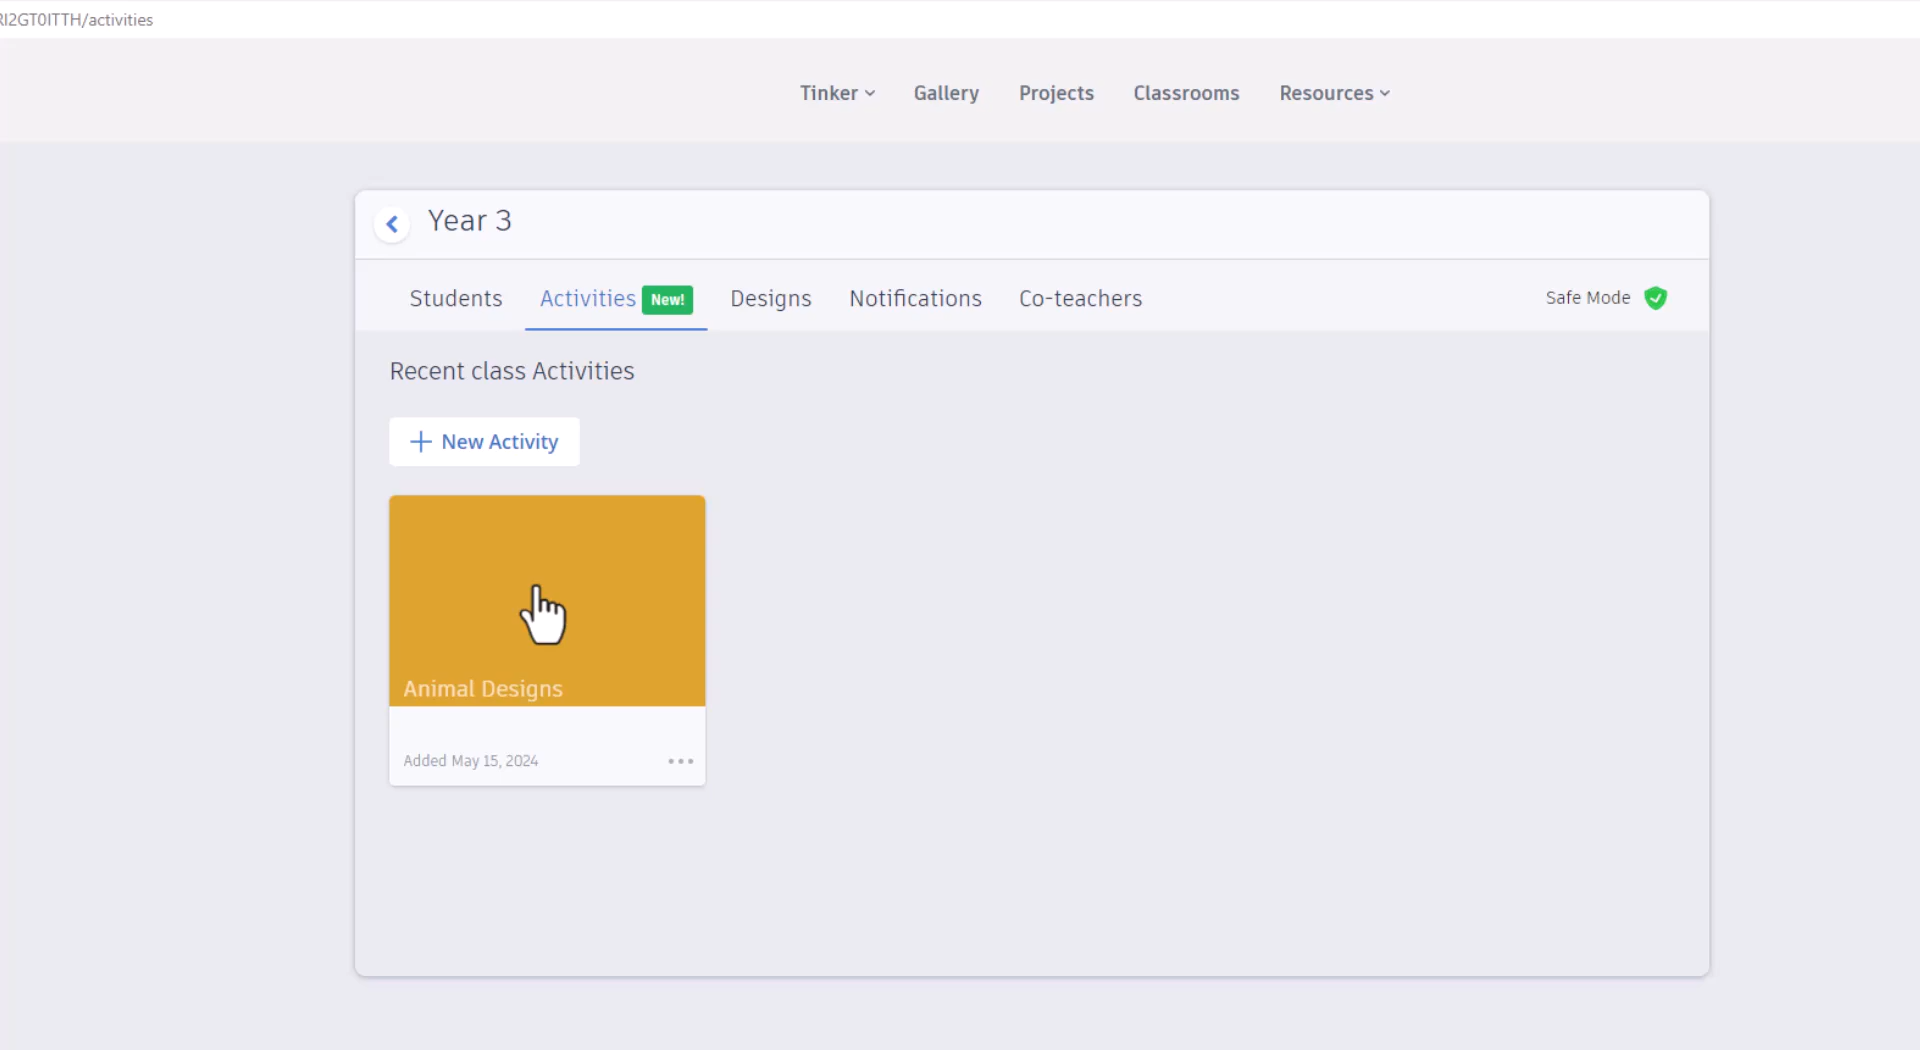 RI2GT0ITTH/activities
Tinker Gallery Projects Classrooms Resources
Year 3
Students Activities New! Designs Notifications Co-teachers Safe Mode
Recent class Activities
+ New Activity
Animal Designs
Added May 15, 2024